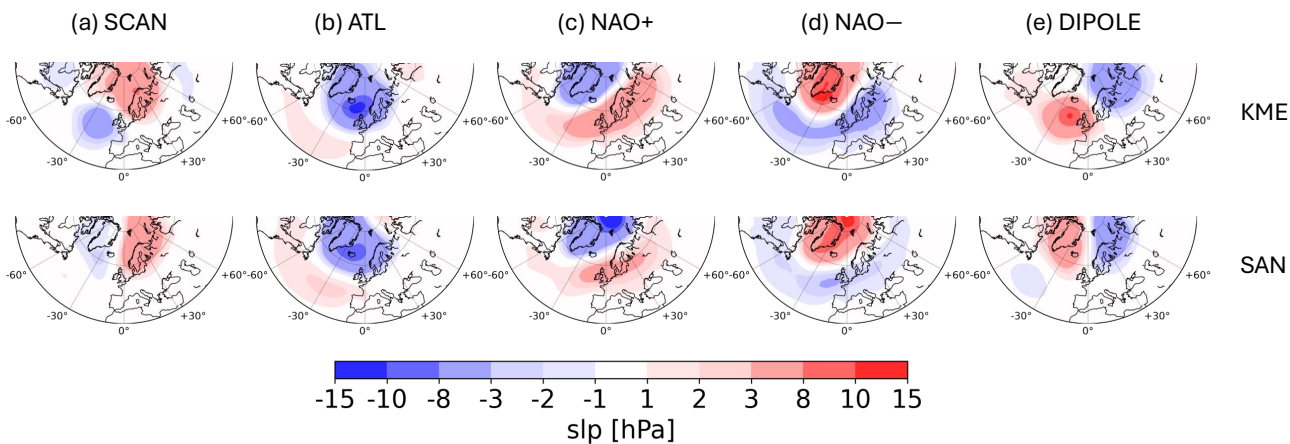 (a) SCAN (b) ATL (c) NAO+ (d) NAO− (e) DIPOLE
-60° -30° 0° +30° +60° -60° -30° 0° +30° +60° -60° -30° 0° +30° +60° -60° -30° 0° +30° +60° -60° -30° 0° +30° +60° KME
-60° -30° 0° +30° +60° -60° -30° 0° +30° +60° -60° -30° 0° +30° +60° -60° -30° 0° +30° +60° -60° -30° 0° +30° +60° SAN
-15 -10 -8 -3 -2 -1 1 2 3 8 10 15
slp [hPa]